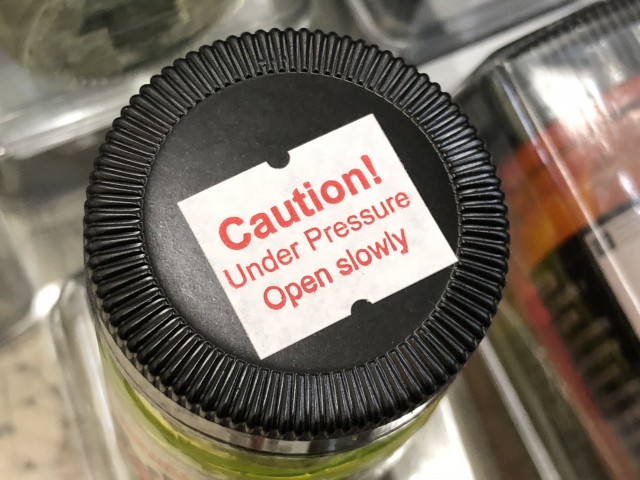 Caution!
Under Pressure
Open slowly